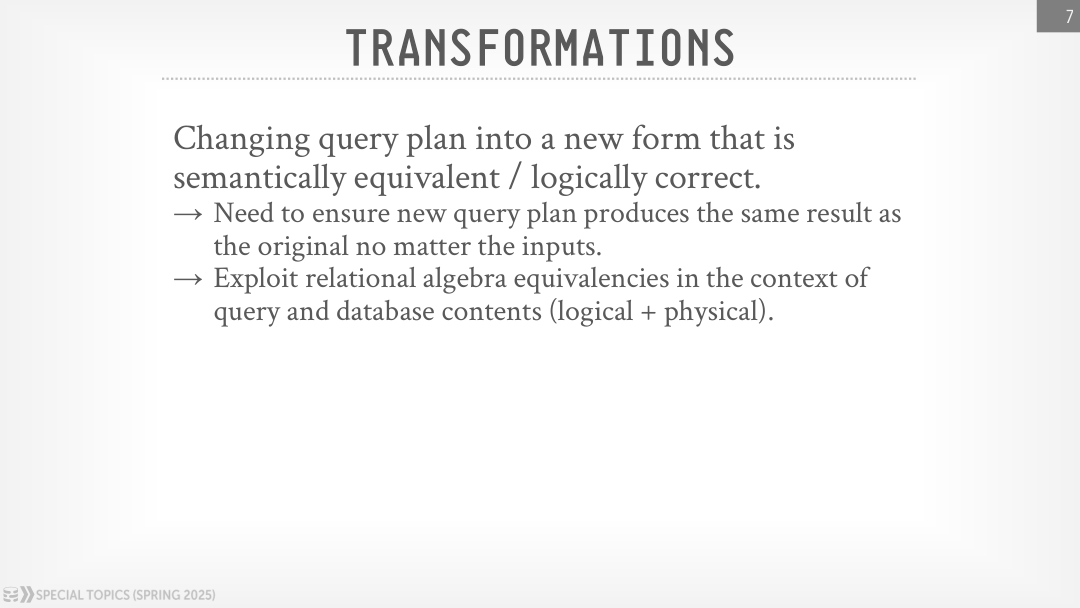 7
TRANSFORMATIONS
Changing query plan into a new form that is
semantically equivalent / logically correct.
→ Need to ensure new query plan produces the same result as
the original no matter the inputs.
→ Exploit relational algebra equivalencies in the context of
query and database contents (logical + physical).
SPECIAL TOPICS (SPRING 2025)